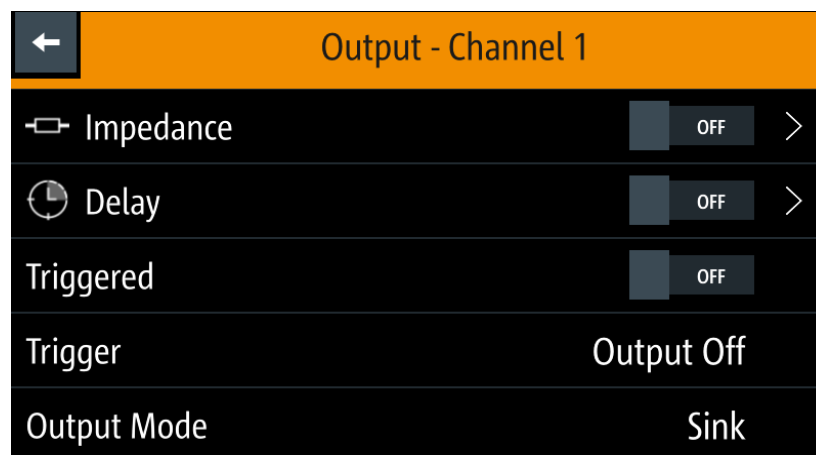 Output - Channel 1
Impedance OFF
Delay OFF
Triggered OFF
Trigger Output Off
Output Mode Sink